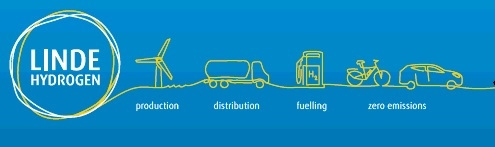 LINDE
HYDROGEN
H₂
production distribution fuelling zero emissions